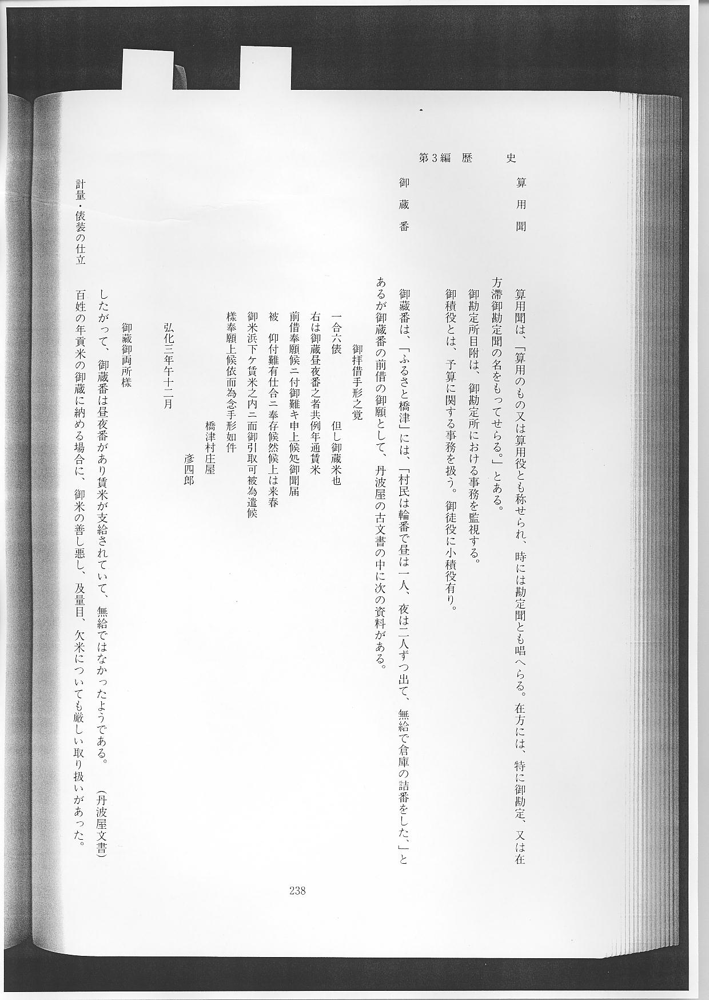 第3編　歴　　史
算用聞
算用聞は、「算用のもの又は算用役とも称せられ、時には勘定聞とも唱へらる。在方には、特に御勘定、又は在
方滞御勘定聞の名をもってせらる。」とある。
御勘定所目附は、御勘定所における事務を監視する。
御積役とは、予算に関する事務を扱う。御徒役に小積役有り。
御蔵番
御藏番は、「ふるさと橋津」には、「村民は輪番で昼は一人、夜は二人ずつ出て、無給で倉庫の詰番をした、」と
あるが御蔵番の前借の御願として、丹波屋の古文書の中に次の資料がある。
御拝借手形之覚
一合六俵　　　　　　但し御蔵米也
右は御蔵昼夜番之者共例年通賃米
前借奉願候ニ付御難キ申上候処御聞届
被　仰付難有仕合ニ奉存候然候上は来春
御米浜下ヶ賃米之内ニ而御引取可被為遣候
様奉願上候依而為念手形如件
橋津村庄屋
彦四郎
弘化三年午十二月
御藏御両所様
したがって、御蔵番は昼夜番があり賃米が支給されていて、無給ではなかったようである。　（丹波屋文書）
計量・俵装の仕立
百姓の年貢米の御蔵に納める場合に、御米の善し悪し、及量目、欠米についても厳しい取り扱いがあった。
238